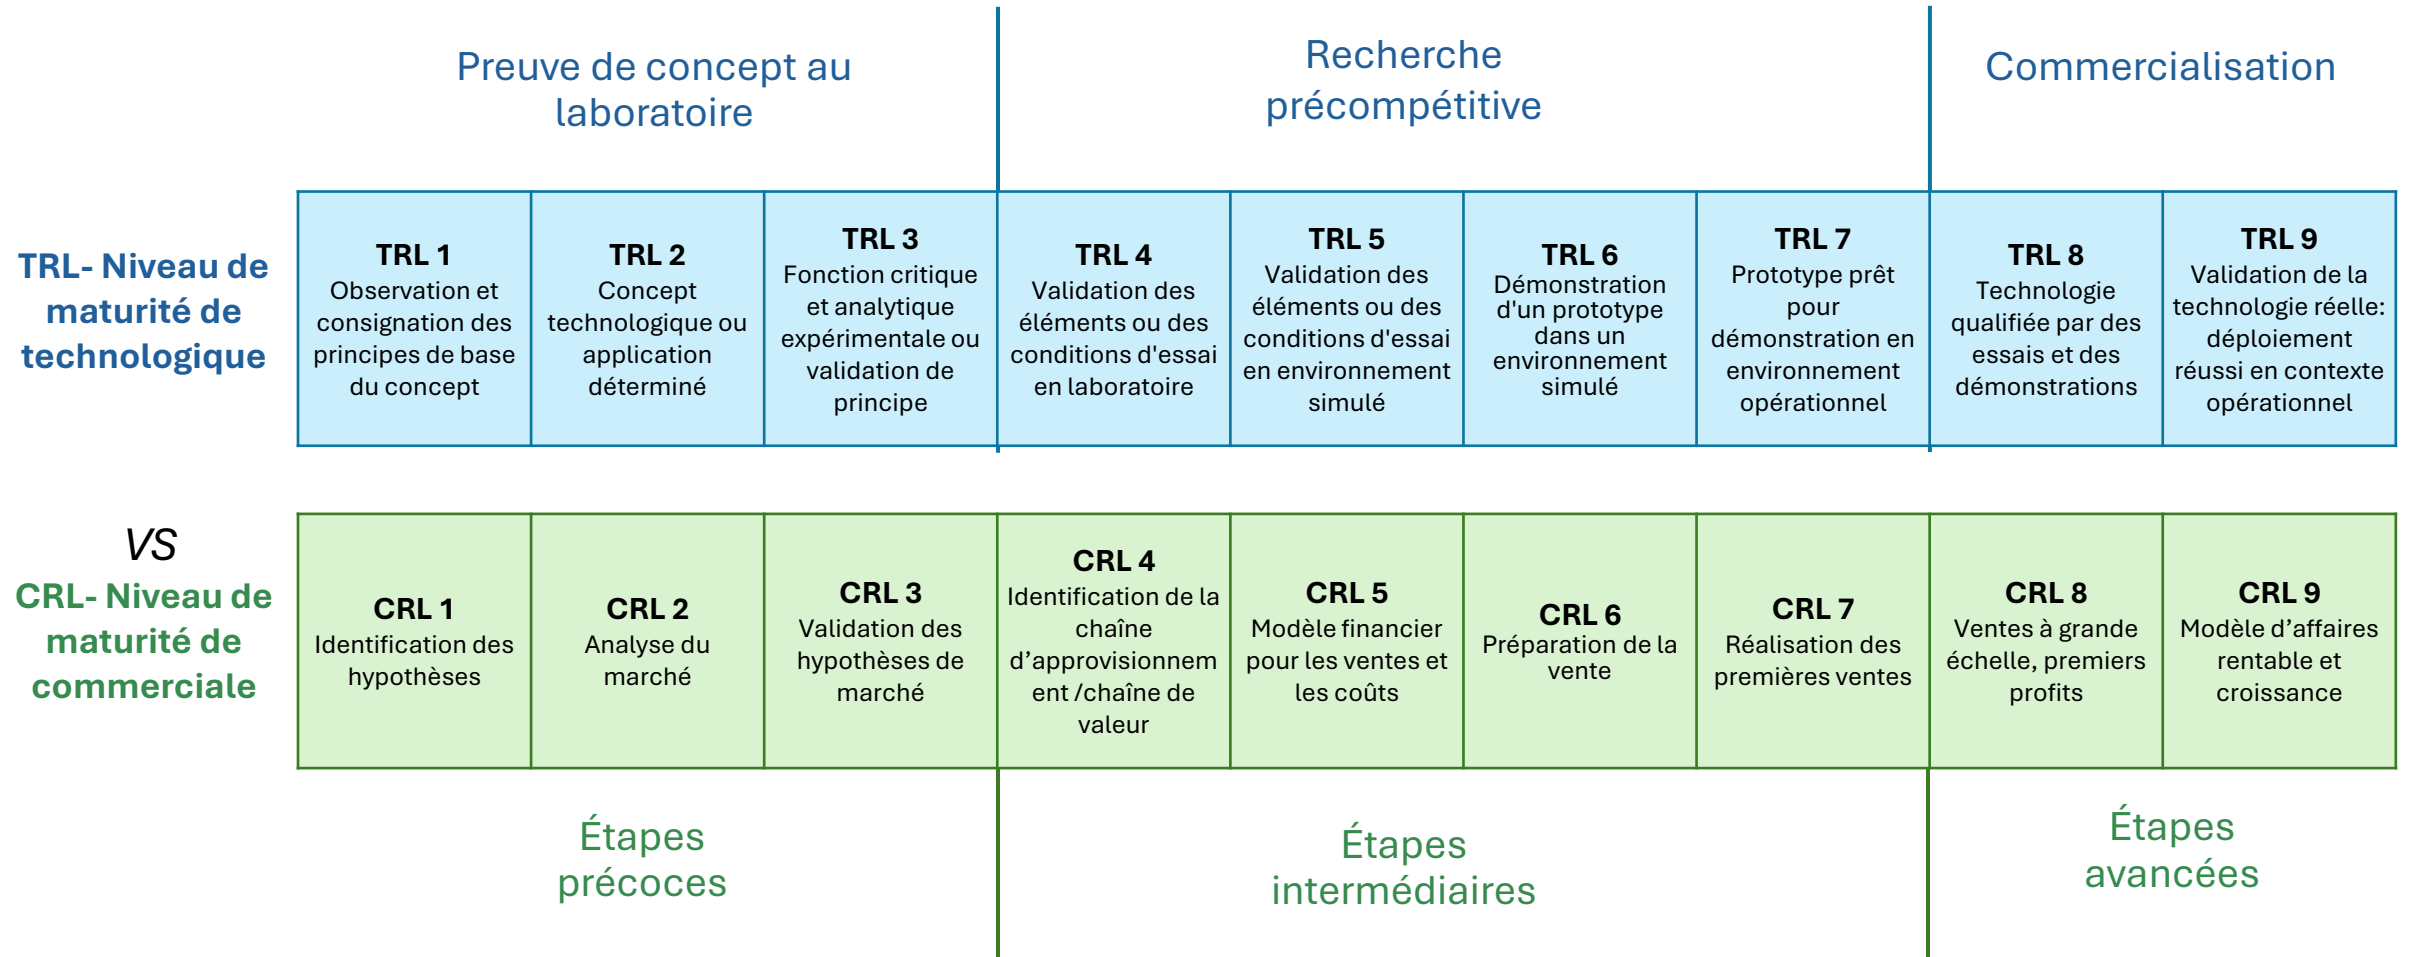 Preuve de concept au
laboratoire
Recherche
précompétitive
Commercialisation
TRL- Niveau de
maturité de
technologique
TRL 1
Observation et
consignation des
principes de base
du concept
TRL 2
Concept
technologique ou
application
déterminé
TRL 3
Fonction critique
et analytique
expérimentale ou
validation de
principe
TRL 4
Validation des
éléments ou des
conditions d'essai
en laboratoire
TRL 5
Validation des
éléments ou des
conditions d'essai
en environnement
simulé
TRL 6
Démonstration
d'un prototype
dans un
environnement
simulé
TRL 7
Prototype prêt
pour
démonstration en
environnement
opérationnel
TRL 8
Technologie
qualifiée par des
essais et des
démonstrations
TRL 9
Validation de la
technologie réelle:
déploiement
réussi en contexte
opérationnel
VS
CRL- Niveau de
maturité de
commerciale
CRL 1
Identification des
hypothèses
CRL 2
Analyse du
marché
CRL 3
Validation des
hypothèses de
marché
CRL 4
Identification de la
chaîne
d’approvisionnem
ent /chaîne de
valeur
CRL 5
Modèle financier
pour les ventes et
les coûts
CRL 6
Préparation de la
vente
CRL 7
Réalisation des
premières ventes
CRL 8
Ventes à grande
échelle, premiers
profits
CRL 9
Modèle d’affaires
rentable et
croissance
Étapes
précoces
Étapes
intermédiaires
Étapes
avancées